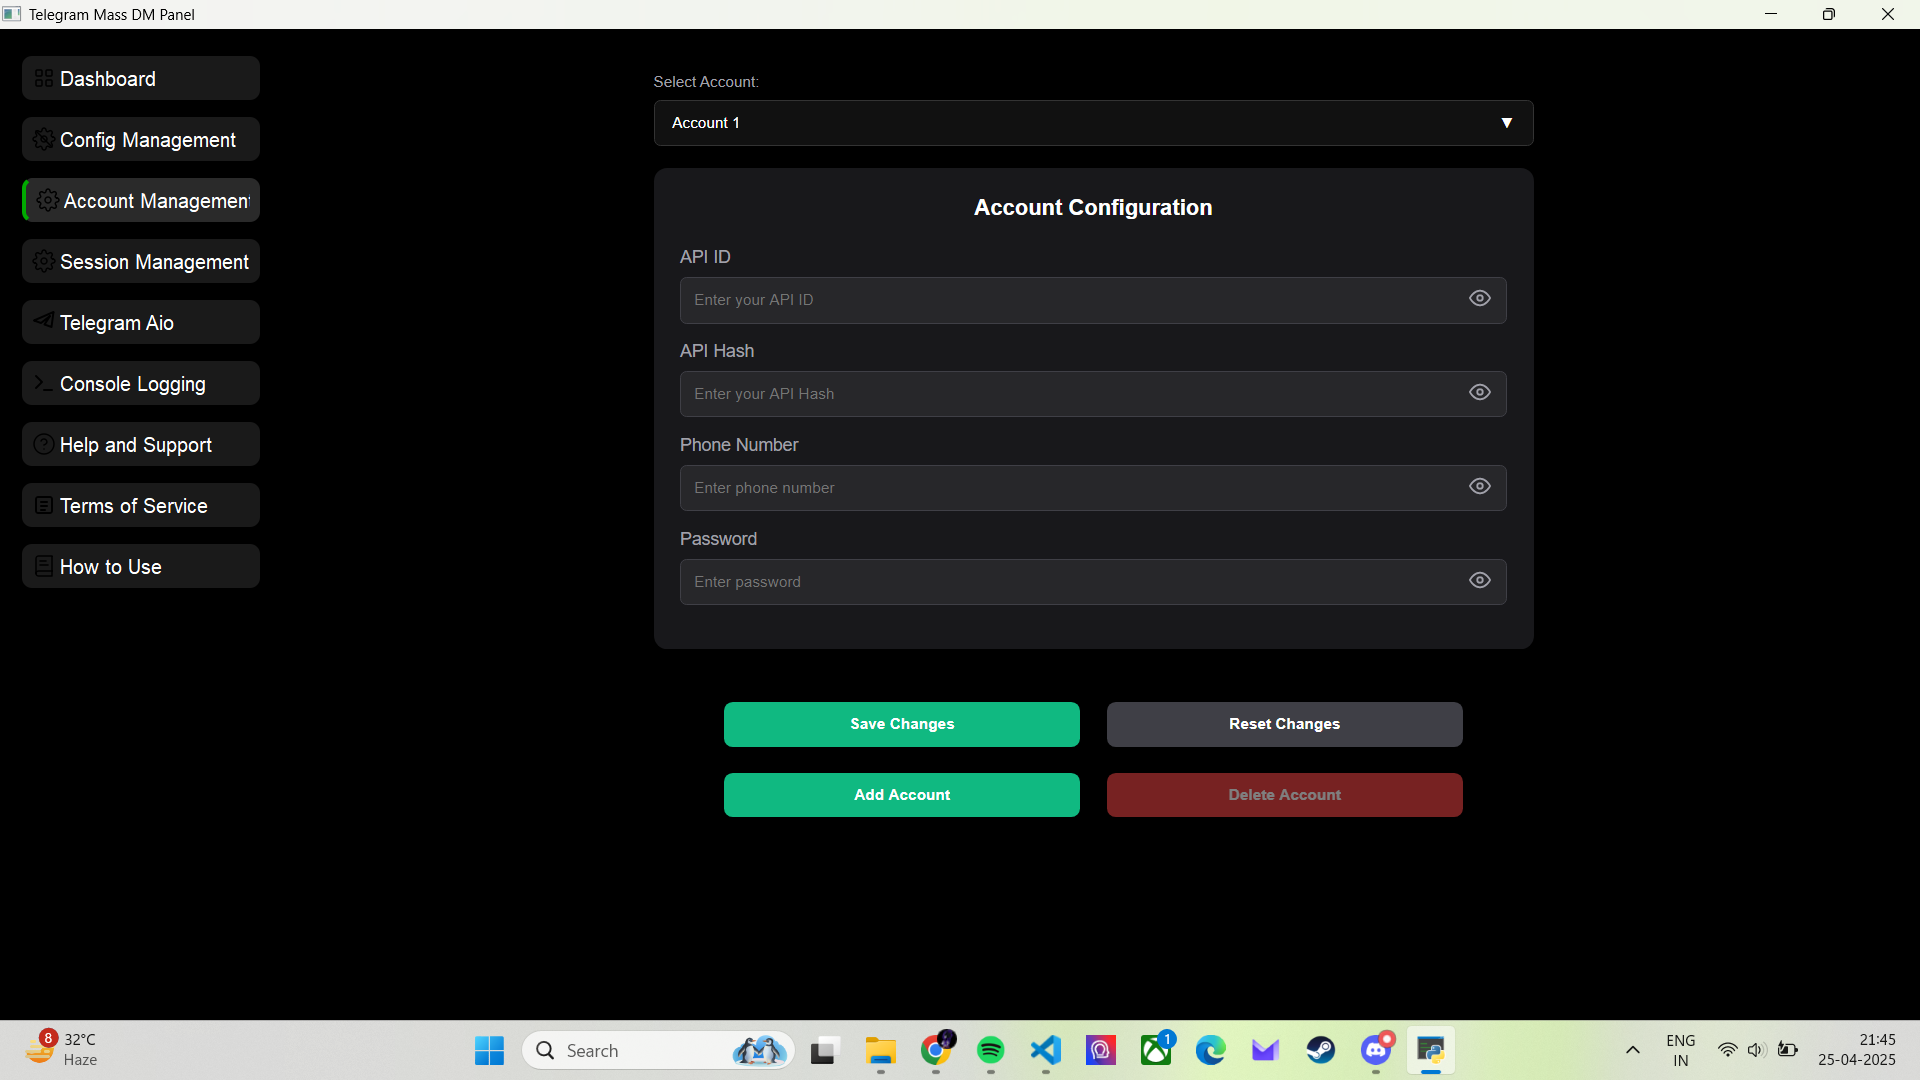 Telegram Mass DM Panel
Dashboard
Config Management
Account Management
Session Management
Telegram Aio
Console Logging
Help and Support
Terms of Service
How to Use
Select Account:
Account 1
Account Configuration
API ID
Enter your API ID
API Hash
Enter your API Hash
Phone Number
Enter phone number
Password
Enter password
Save Changes
Reset Changes
Add Account
Delete Account
8
32°C
Haze
Search
1
ENG
IN
21:45
25-04-2025